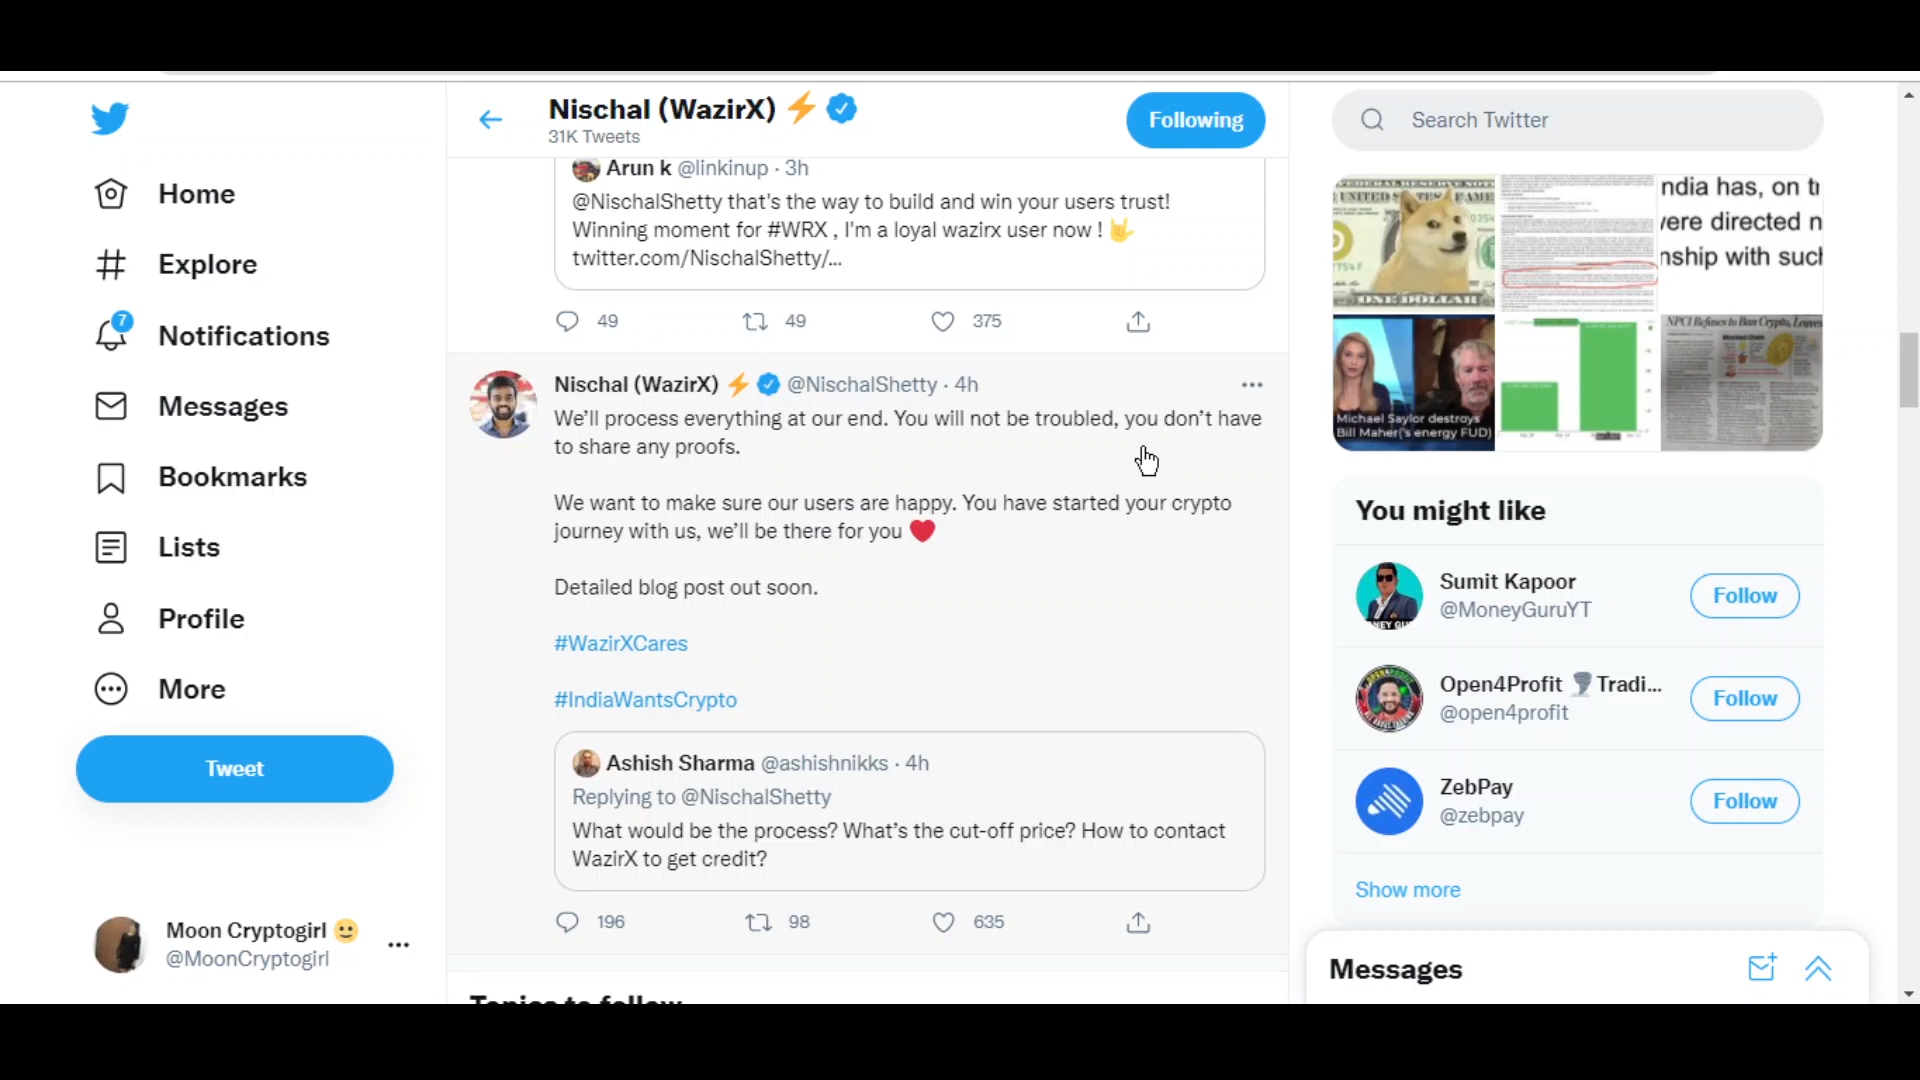 Home
Explore
7
Notifications
Messages
Bookmarks
Lists
Profile
More
Tweet
Moon Cryptogirl 🙂
@MoonCryptogirl
Nischal (WazirX) ⚡
31K Tweets
Following
Arun k @linkinup · 3h
@NischalShetty that's the way to build and win your users trust!
Winning moment for #WRX , I'm a loyal wazirx user now ! 🤟
twitter.com/NischalShetty/...
49 49 375
Nischal (WazirX) ⚡ @NischalShetty · 4h
We’ll process everything at our end. You will not be troubled, you don’t have
to share any proofs.
We want to make sure our users are happy. You have started your crypto
journey with us, we’ll be there for you ❤️
Detailed blog post out soon.
#WazirXCares
#IndiaWantsCrypto
Ashish Sharma @ashishnikks · 4h
Replying to @NischalShetty
What would be the process? What’s the cut-off price? How to contact
WazirX to get credit?
196 98 635
Topics to follow
Search Twitter
ONE DOLLAR
ndia has, on
were directed n
nship with such
Michael Saylor destroys
Bill Maher('s energy FUD)
NPCI Refuses to Ban Crypto, Leaves
You might like
Sumit Kapoor
@MoneyGuruYT
Follow
Open4Profit 🌪 Tradi...
@open4profit
Follow
ZebPay
@zebpay
Follow
Show more
Messages